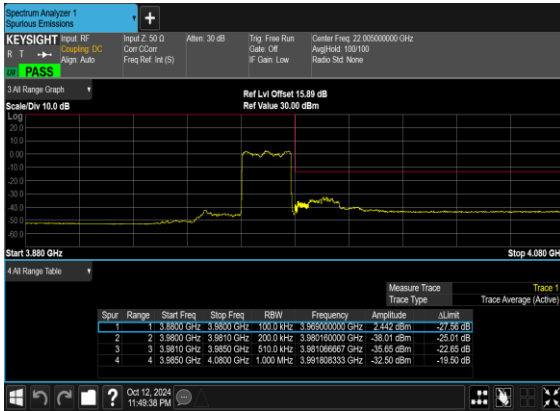 Spectrum Analyzer 1
Spurious Emissions
KEYSIGHT Input: RF Input Z: 50 Ω Atten: 30 dB Trig: Free Run Center Freq: 22.005000000 GHz
R T Coupling: DC Corr CCorr Gate: Off Avg|Hold: 100/100
Align: Auto Freq Ref: Int (S) IF Gain: Low Radio Std: None
PASS
3 All Range Graph
Ref Lvl Offset 15.89 dB
Scale/Div 10.0 dB Ref Value 30.00 dBm
Log
20.0
10.0
0.00
-10.0
-20.0
-30.0
-40.0
-50.0
-60.0
Start 3.880 GHz Stop 4.080 GH
4 All Range Table
Measure Trace Trace 1
Trace Type Trace Average (Active)
Spur Range Start Freq Stop Freq RBW Frequency Amplitude ΔLimit
1 1 3.8800 GHz 3.9800 GHz 100.0 kHz 3.969000000 GHz 2.442 dBm -27.56 dB
2 2 3.9800 GHz 3.9810 GHz 200.0 kHz 3.980160000 GHz -38.01 dBm -25.01 dB
3 3 3.9810 GHz 3.9850 GHz 510.0 kHz 3.981066667 GHz -35.65 dBm -22.65 dB
4 4 3.9850 GHz 4.0800 GHz 1.000 MHz 3.991808333 GHz -32.50 dBm -19.50 dB
Oct 12, 2024
11:49:38 PM